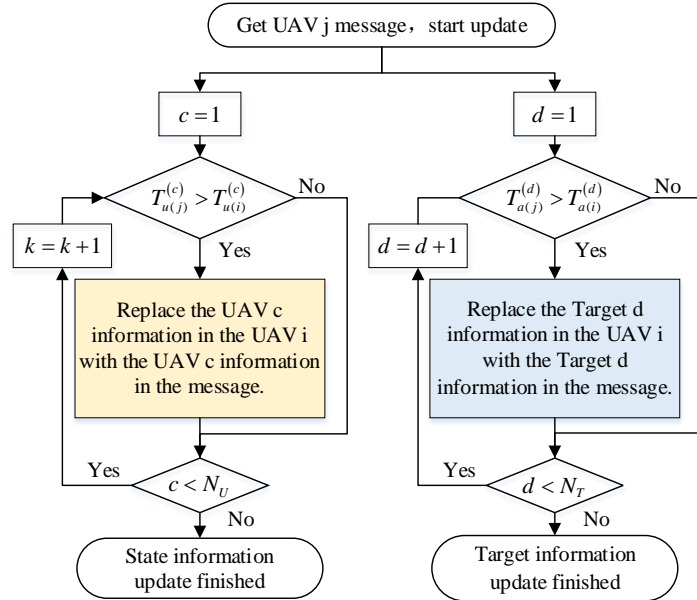 Get UAV j message, start update
c = 1
T_{u(j)}^{(c)} > T_{u(i)}^{(c)}
No
k = k + 1
Yes
Replace the UAV c
information in the UAV i
with the UAV c information
in the message.
Yes
c < N_U
No
State information
update finished
d = 1
T_{a(j)}^{(d)} > T_{a(i)}^{(d)}
No
d = d + 1
Yes
Replace the Target d
information in the UAV i
with the Target d
information in the message.
Yes
d < N_T
No
Target information
update finished